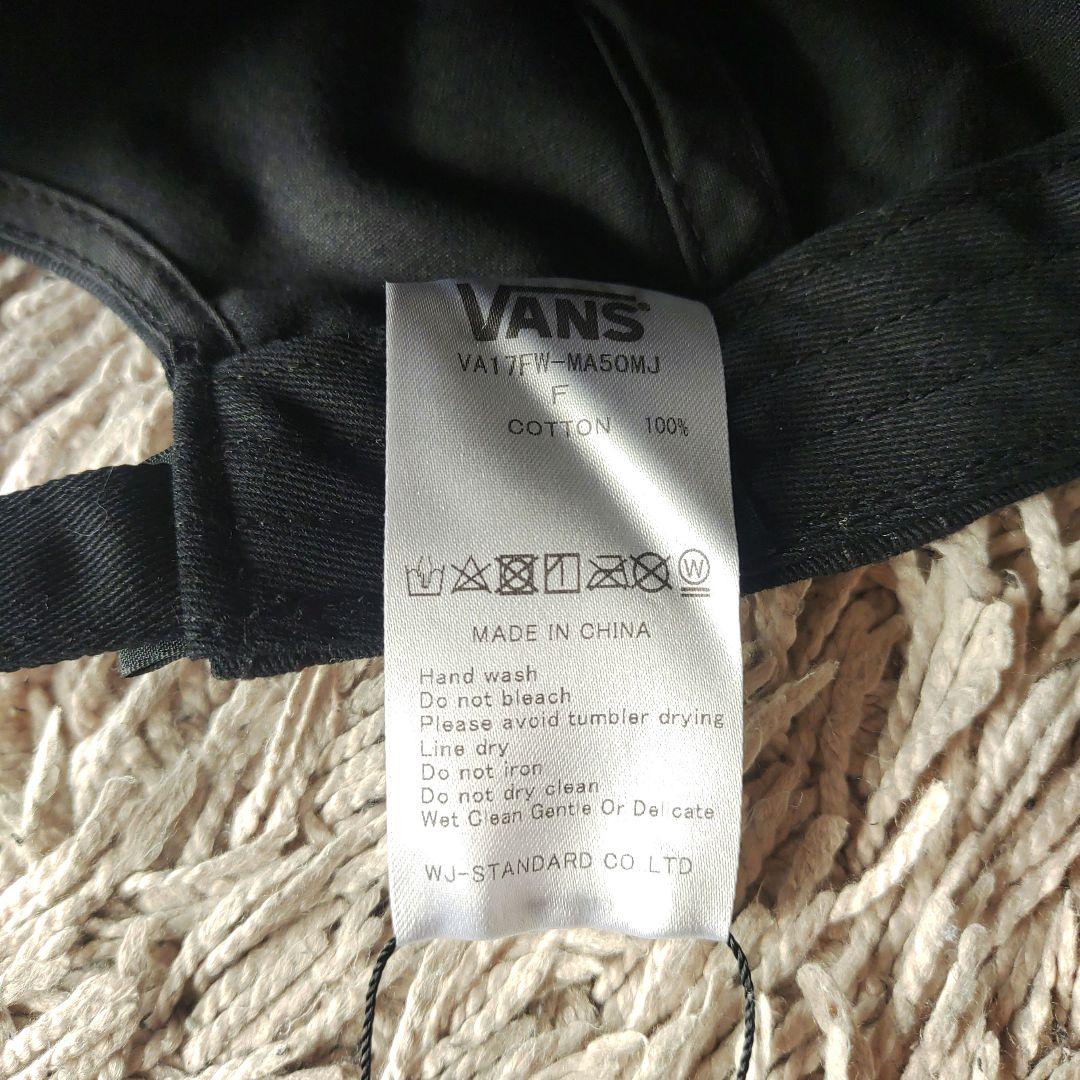 VANS®
VA17FW-MA50MJ
F
COTTON 100%
W
MADE IN CHINA
Hand wash
Do not bleach
Please avoid tumbler drying
Line dry
Do not iron
Do not dry clean
Wet Clean Gentle Or Delicate
WJ-STANDARD CO LTD